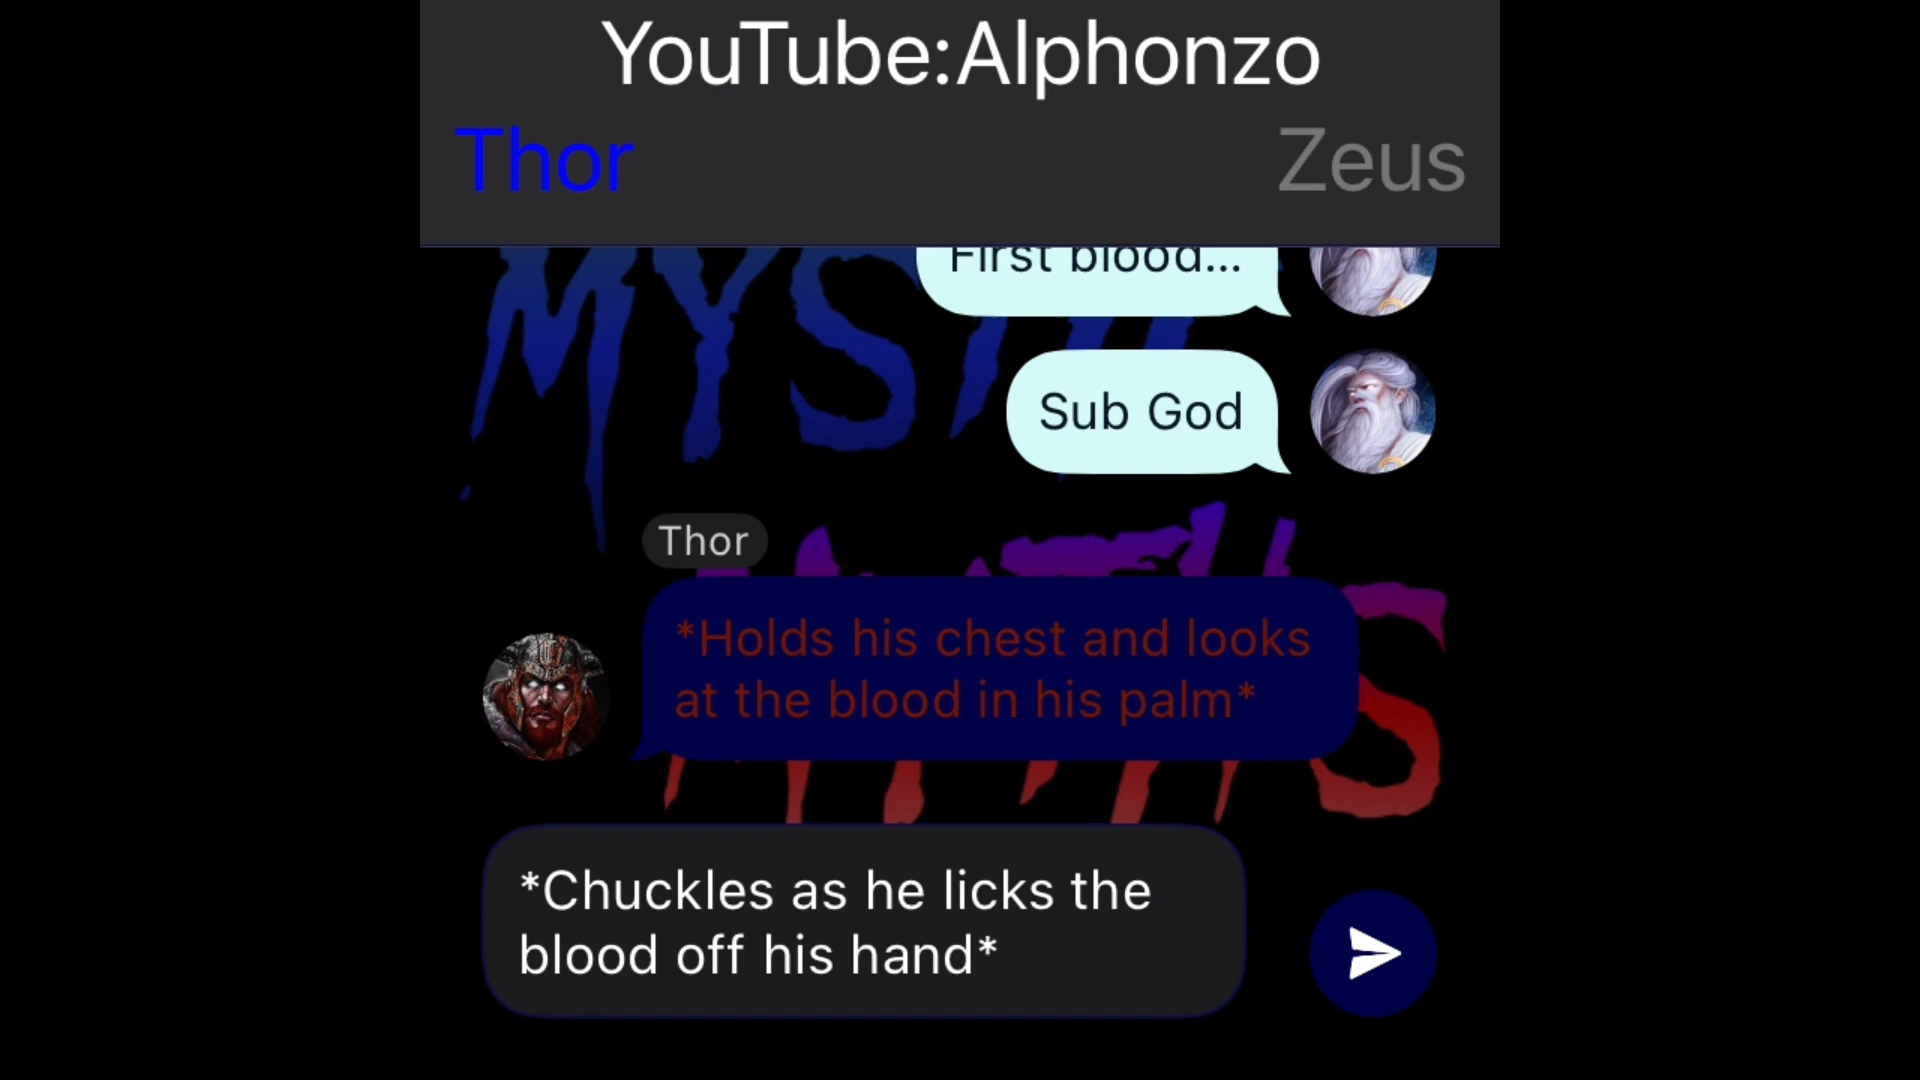 YouTube:Alphonzo
Thor
Zeus
First blood...
Sub God
Thor
*Holds his chest and looks
at the blood in his palm*
*Chuckles as he licks the
blood off his hand*